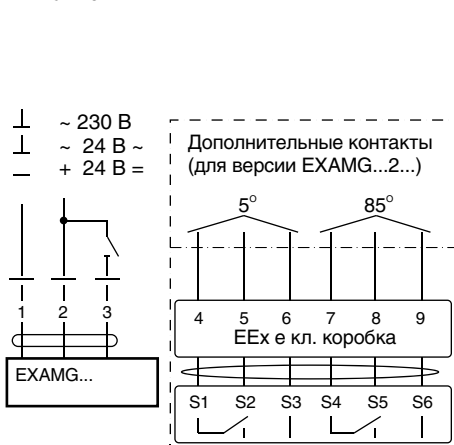 ~ 230 В
~ 24 В ~
+ 24 В =
Дополнительные контакты
(для версии EXAMG...2...)
5° 85°
1 2 3
4 5 6 7 8 9
EEx e кл. коробка
EXAMG...
S1 S2 S3 S4 S5 S6